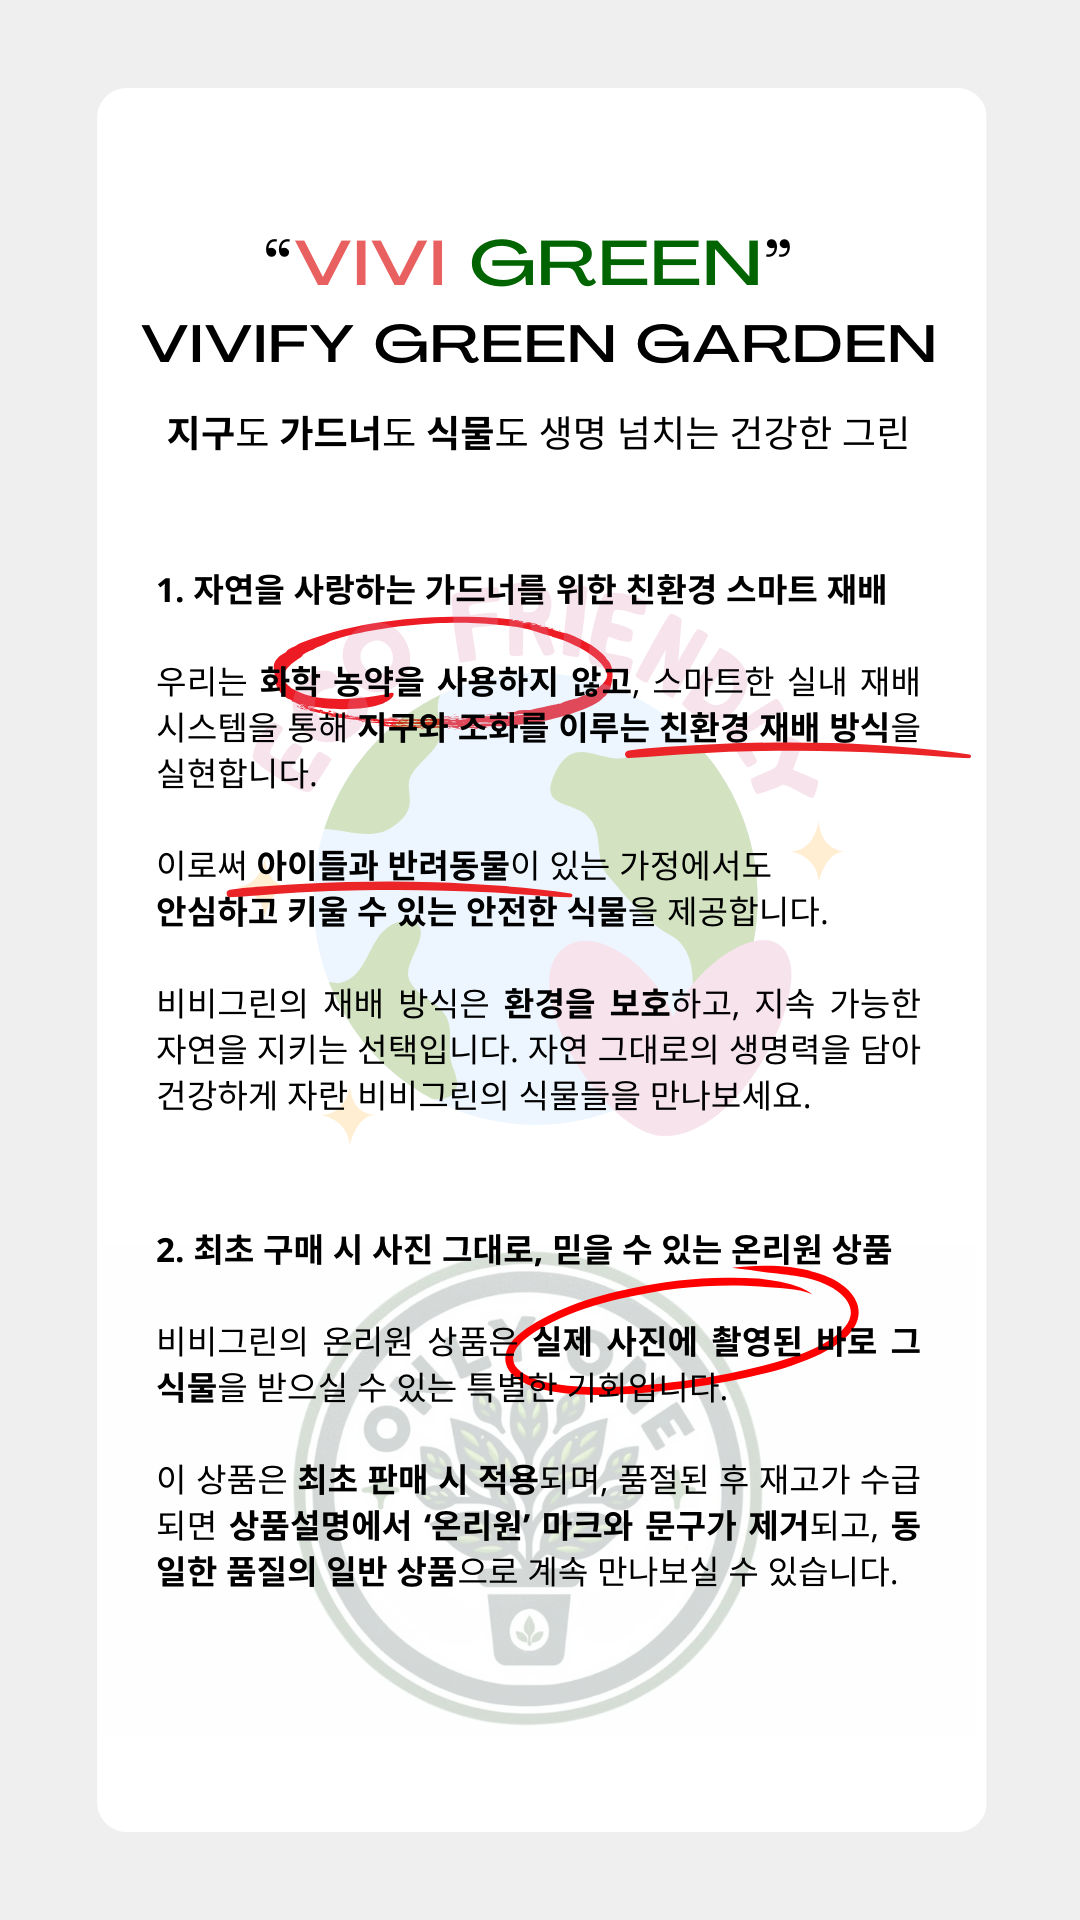 “VIVI GREEN”
VIVIFY GREEN GARDEN
지구도 가드너도 식물도 생명 넘치는 건강한 그린
1. 자연을 사랑하는 가드너를 위한 친환경 스마트 재배
ECO FRIENDLY
우리는 화학 농약을 사용하지 않고, 스마트한 실내 재배
시스템을 통해 지구와 조화를 이루는 친환경 재배 방식을
실현합니다.
이로써 아이들과 반려동물이 있는 가정에서도
안심하고 키울 수 있는 안전한 식물을 제공합니다.
비비그린의 재배 방식은 환경을 보호하고, 지속 가능한
자연을 지키는 선택입니다. 자연 그대로의 생명력을 담아
건강하게 자란 비비그린의 식물들을 만나보세요.
2. 최초 구매 시 사진 그대로, 믿을 수 있는 온리원 상품
ONLY ONE
비비그린의 온리원 상품은 실제 사진에 촬영된 바로 그
식물을 받으실 수 있는 특별한 기회입니다.
이 상품은 최초 판매 시 적용되며, 품절된 후 재고가 수급
되면 상품설명에서 ‘온리원’ 마크와 문구가 제거되고, 동
일한 품질의 일반 상품으로 계속 만나보실 수 있습니다.